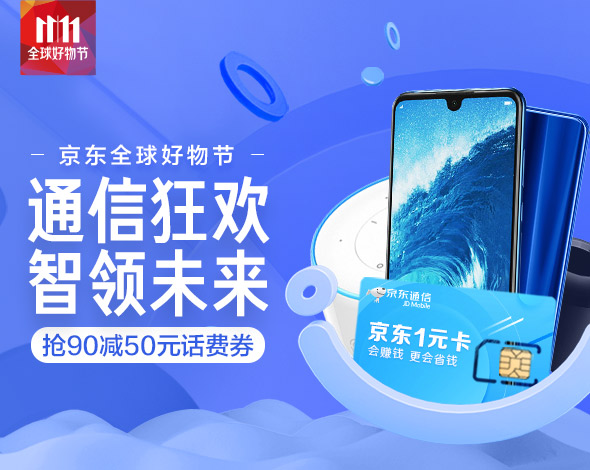 11.11
全球好物节
京东全球好物节
通信狂欢
智领未来
抢90减50元话费券
京东通信
JD Mobile
京东1元卡
会赚钱 更会省钱